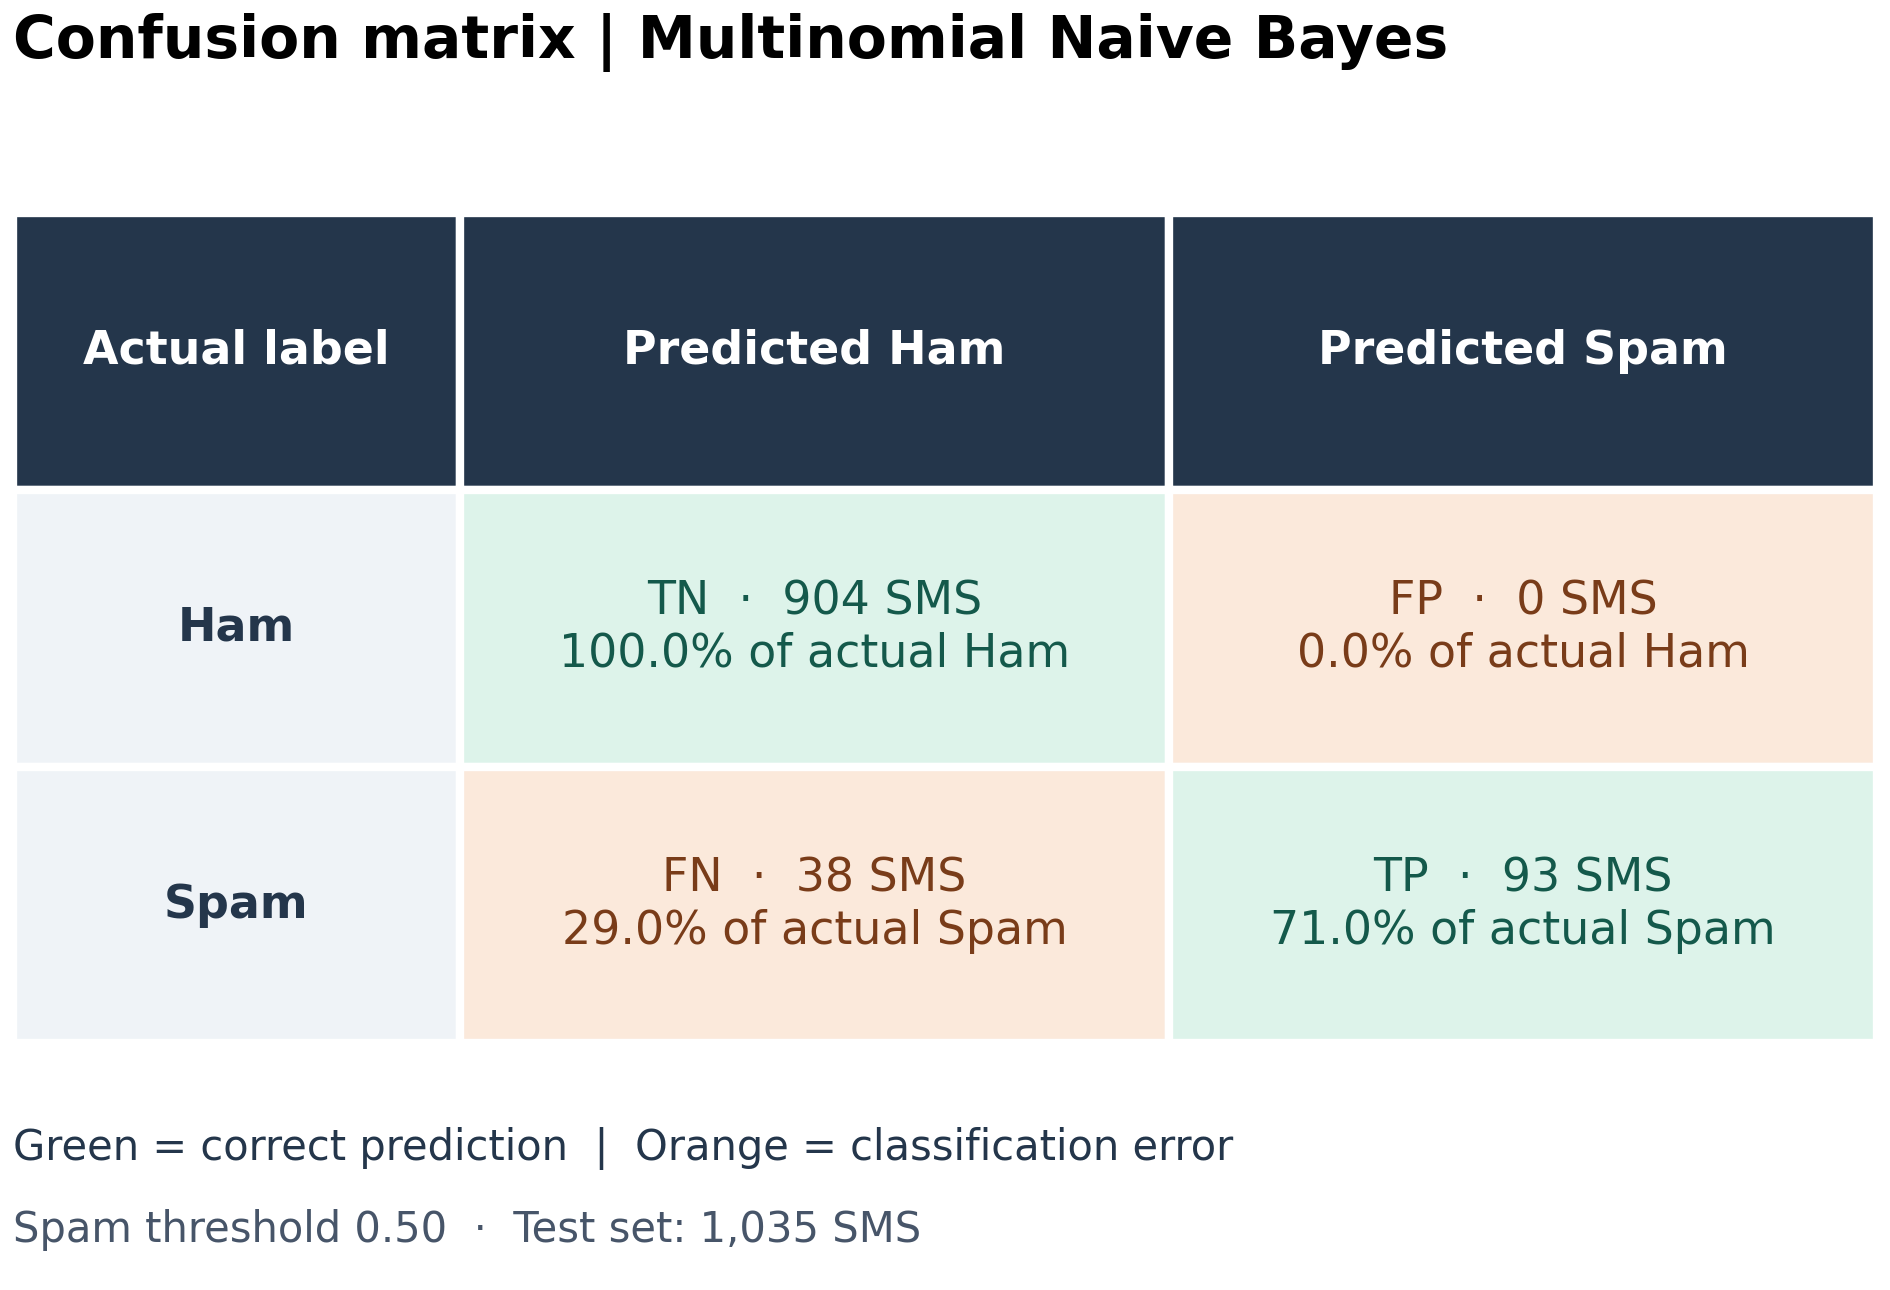 Confusion matrix | Multinomial Naive Bayes
Actual label
Predicted Ham
Predicted Spam
Ham
TN · 904 SMS
100.0% of actual Ham
FP · 0 SMS
0.0% of actual Ham
Spam
FN · 38 SMS
29.0% of actual Spam
TP · 93 SMS
71.0% of actual Spam
Green = correct prediction | Orange = classification error
Spam threshold 0.50 · Test set: 1,035 SMS